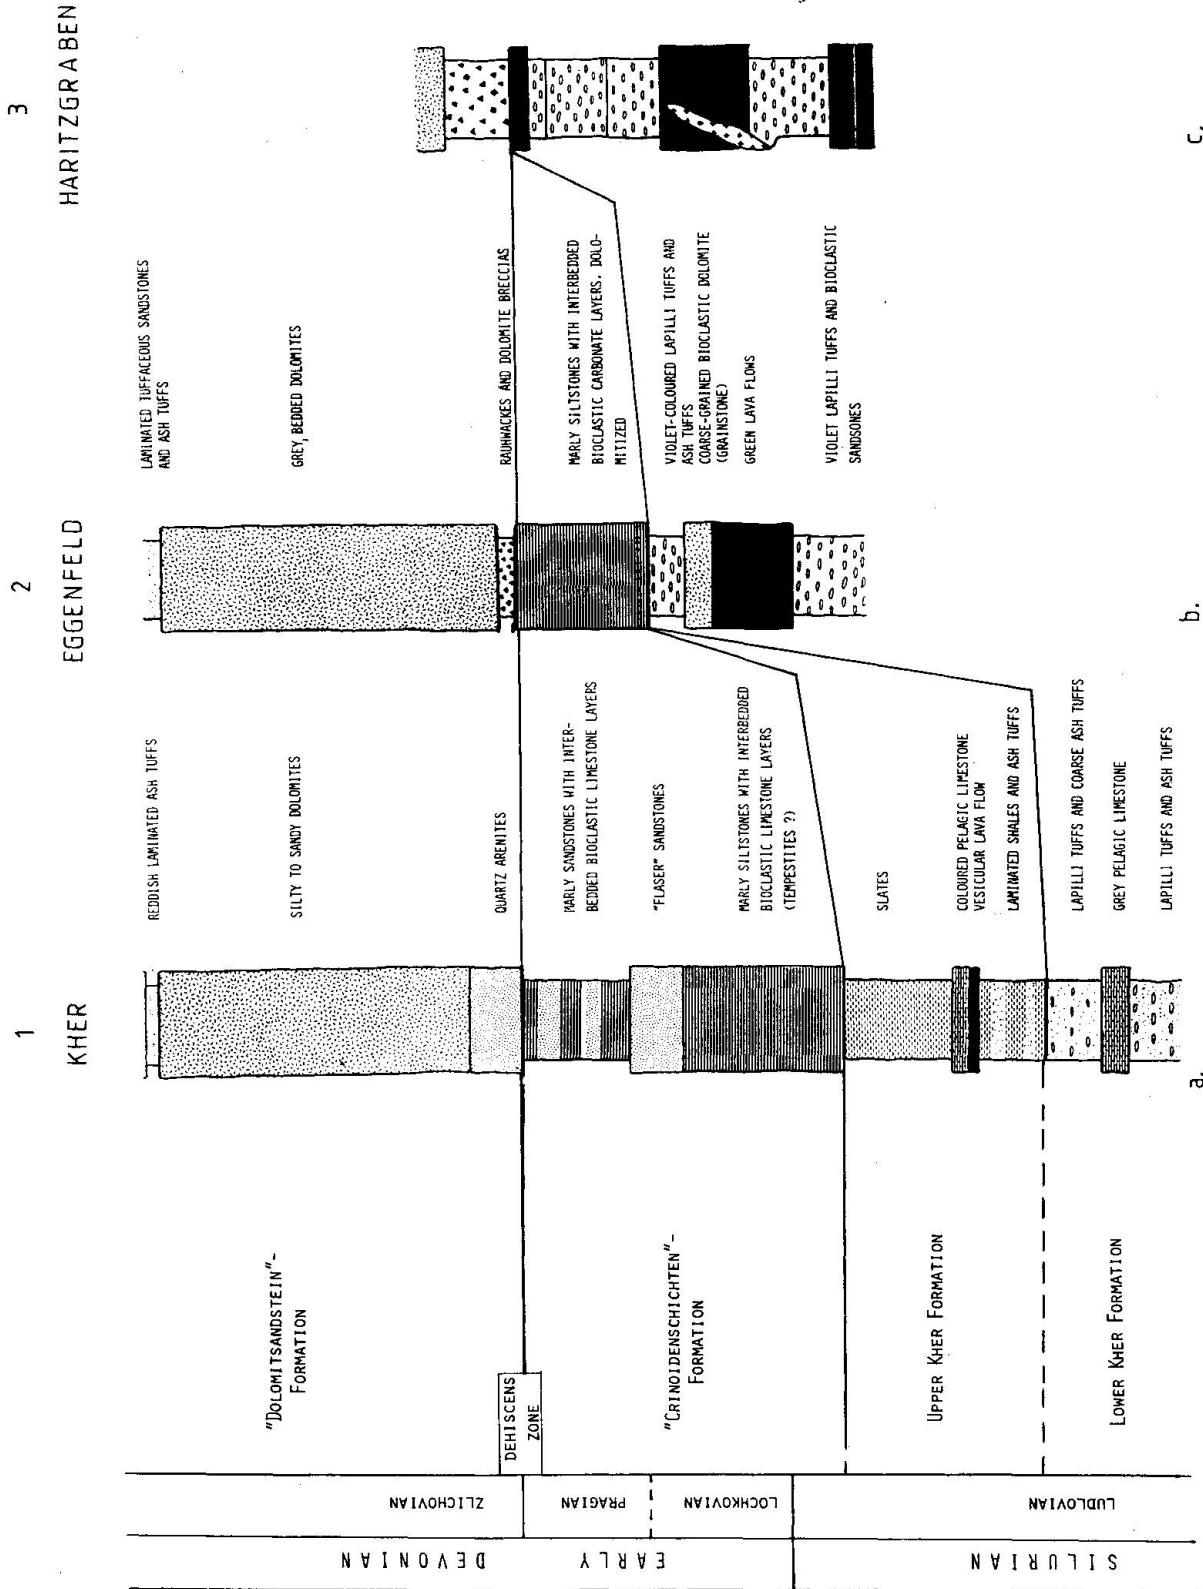 1
KHER
2
EGGENFELD
3
HARITZGRABEN
REDDISH LAMINATED ASH TUFFS
SILTY TO SANDY DOLOMITES
QUARTZ ARENITES
MARLY SANDSTONES WITH INTER-
BEDDED BIOCLASTIC LIMESTONE LAYERS
"FLASER" SANDSTONES
MARLY SILTSTONES WITH INTERBEDDED
BIOCLASTIC LIMESTONE LAYERS
(TEMPESTITES ?)
SLATES
COLOURED PELAGIC LIMESTONE
VESICULAR LAVA FLOW
LAMINATED SHALES AND ASH TUFFS
LAPILLI TUFFS AND COARSE ASH TUFFS
GREY PELAGIC LIMESTONE
LAPILLI TUFFS AND ASH TUFFS
LAMINATED TUFFACEOUS SANDSTONES
AND ASH TUFFS
GREY, BEDDED DOLOMITES
RAUHWACKES AND DOLOMITE BRECCIAS
MARLY SILTSTONES WITH INTERBEDDED
BIOCLASTIC CARBONATE LAYERS, DOLO-
MITIZED
VIOLET-COLOURED LAPILLI TUFFS AND
ASH TUFFS
COARSE-GRAINED BIOCLASTIC DOLOMITE
(GRAINSTONE)
GREEN LAVA FLOWS
VIOLET LAPILLI TUFFS AND BIOCLASTIC
SANDSONES
"DOLOMITSANDSTEIN"-
FORMATION
DEHISCENS
ZONE
"CRINOIDENSCHICHTEN"-
FORMATION
UPPER KHER FORMATION
LOWER KHER FORMATION
ZLICHOVIAN
PRAGIAN
LOCHKOVIAN
LUDLOVIAN
EARLY DEVONIAN
SILURIAN
a.
b.
c.